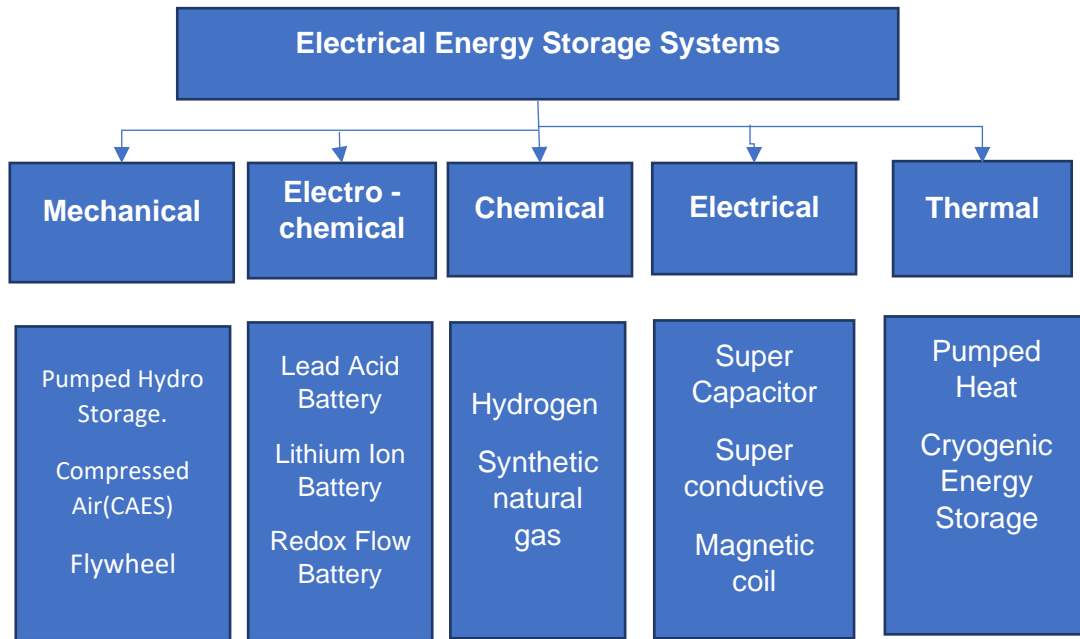 Electrical Energy Storage Systems
Mechanical
Electro -
chemical
Chemical
Electrical
Thermal
Pumped Hydro
Storage.
Compressed
Air(CAES)
Flywheel
Lead Acid
Battery
Lithium Ion
Battery
Redox Flow
Battery
Hydrogen
Synthetic
natural
gas
Super
Capacitor
Super
conductive
Magnetic
coil
Pumped
Heat
Cryogenic
Energy
Storage